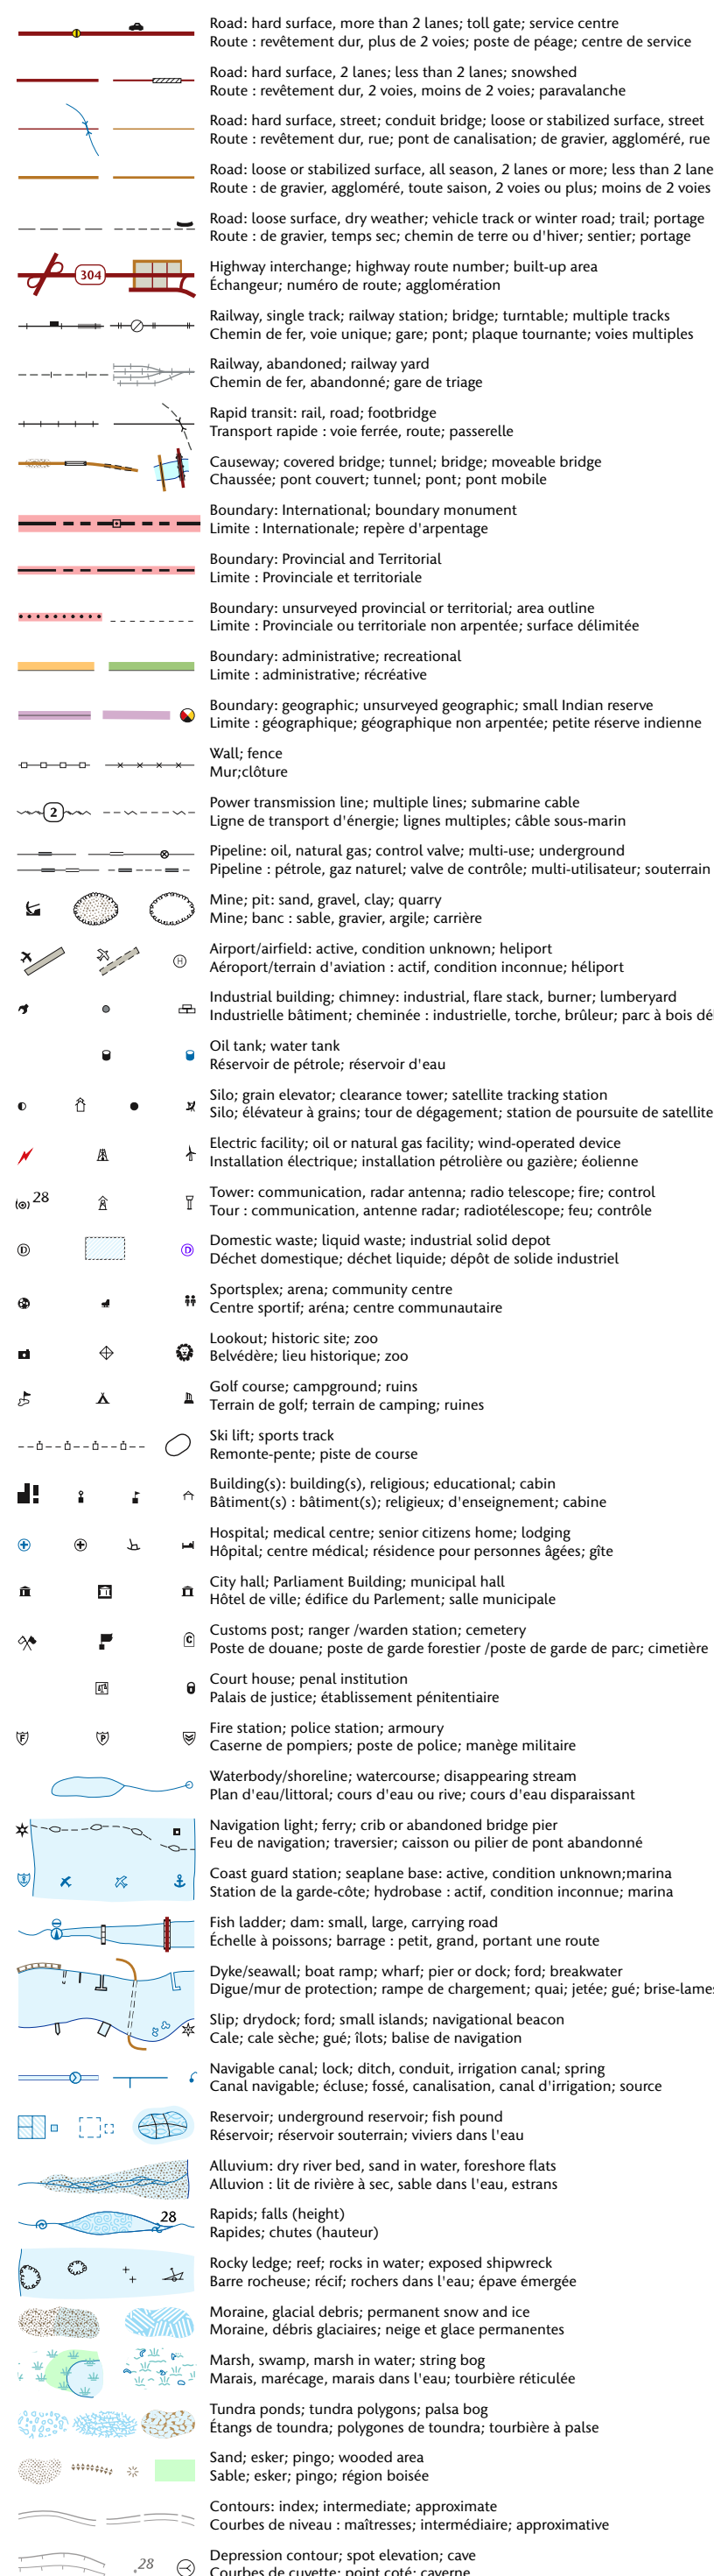 Road: hard surface, more than 2 lanes; toll gate; service centre
Route : revêtement dur, plus de 2 voies; poste de péage; centre de service
Road: hard surface, 2 lanes; less than 2 lanes; snowshed
Route : revêtement dur, 2 voies, moins de 2 voies; paravalanche
Road: hard surface, street; conduit bridge; loose or stabilized surface, street
Route : revêtement dur, rue; pont de canalisation; de gravier, aggloméré, rue
Road: loose or stabilized surface, all season, 2 lanes or more; less than 2 lane
Route : de gravier, aggloméré, toute saison, 2 voies ou plus; moins de 2 voies
Road: loose surface, dry weather; vehicle track or winter road; trail; portage
Route : de gravier, temps sec; chemin de terre ou d'hiver; sentier; portage
304
Highway interchange; highway route number; built-up area
Échangeur; numéro de route; agglomération
Railway, single track; railway station; bridge; turntable; multiple tracks
Chemin de fer, voie unique; gare; pont; plaque tournante; voies multiples
Railway, abandoned; railway yard
Chemin de fer, abandonné; gare de triage
Rapid transit: rail, road; footbridge
Transport rapide : voie ferrée, route; passerelle
Causeway; covered bridge; tunnel; bridge; moveable bridge
Chaussée; pont couvert; tunnel; pont; pont mobile
Boundary: International; boundary monument
Limite : Internationale; repère d'arpentage
Boundary: Provincial and Territorial
Limite : Provinciale et territoriale
Boundary: unsurveyed provincial or territorial; area outline
Limite : Provinciale ou territoriale non arpentée; surface délimitée
Boundary: administrative; recreational
Limite : administrative; récréative
Boundary: geographic; unsurveyed geographic; small Indian reserve
Limite : géographique; géographique non arpentée; petite réserve indienne
Wall; fence
Mur;clôture
2
Power transmission line; multiple lines; submarine cable
Ligne de transport d'énergie; lignes multiples; câble sous-marin
Pipeline: oil, natural gas; control valve; multi-use; underground
Pipeline : pétrole, gaz naturel; valve de contrôle; multi-utilisateur; souterrain
Mine; pit: sand, gravel, clay; quarry
Mine; banc : sable, gravier, argile; carrière
H
Airport/airfield: active, condition unknown; heliport
Aéroport/terrain d'aviation : actif, condition inconnue; héliport
Industrial building; chimney: industrial, flare stack, burner; lumberyard
Industrielle bâtiment; cheminée : industrielle, torche, brûleur; parc à bois dé
Oil tank; water tank
Réservoir de pétrole; réservoir d'eau
Silo; grain elevator; clearance tower; satellite tracking station
Silo; élévateur à grains; tour de dégagement; station de poursuite de satellite
Electric facility; oil or natural gas facility; wind-operated device
Installation électrique; installation pétrolière ou gazière; éolienne
28
Tower: communication, radar antenna; radio telescope; fire; control
Tour : communication, antenne radar; radiotélescope; feu; contrôle
D D
Domestic waste; liquid waste; industrial solid depot
Déchet domestique; déchet liquide; dépôt de solide industriel
Sportsplex; arena; community centre
Centre sportif; aréna; centre communautaire
Lookout; historic site; zoo
Belvédère; lieu historique; zoo
Golf course; campground; ruins
Terrain de golf; terrain de camping; ruines
Ski lift; sports track
Remonte-pente; piste de course
Building(s): building(s), religious; educational; cabin
Bâtiment(s) : bâtiment(s); religieux; d'enseignement; cabine
Hospital; medical centre; senior citizens home; lodging
Hôpital; centre médical; résidence pour personnes âgées; gîte
City hall; Parliament Building; municipal hall
Hôtel de ville; édifice du Parlement; salle municipale
C
Customs post; ranger /warden station; cemetery
Poste de douane; poste de garde forestier /poste de garde de parc; cimetière
Court house; penal institution
Palais de justice; établissement pénitentiaire
F P
Fire station; police station; armoury
Caserne de pompiers; poste de police; manège militaire
Waterbody/shoreline; watercourse; disappearing stream
Plan d'eau/littoral; cours d'eau ou rive; cours d'eau disparaissant
Navigation light; ferry; crib or abandoned bridge pier
Feu de navigation; traversier; caisson ou pilier de pont abandonné
Coast guard station; seaplane base: active, condition unknown;marina
Station de la garde-côte; hydrobase : actif, condition inconnue; marina
Fish ladder; dam: small, large, carrying road
Échelle à poissons; barrage : petit, grand, portant une route
Dyke/seawall; boat ramp; wharf; pier or dock; ford; breakwater
Digue/mur de protection; rampe de chargement; quai; jetée; gué; brise-lames
Slip; drydock; ford; small islands; navigational beacon
Cale; cale sèche; gué; îlots; balise de navigation
Navigable canal; lock; ditch, conduit, irrigation canal; spring
Canal navigable; écluse; fossé, canalisation, canal d'irrigation; source
Reservoir; underground reservoir; fish pound
Réservoir; réservoir souterrain; viviers dans l'eau
Alluvium: dry river bed, sand in water, foreshore flats
Alluvion : lit de rivière à sec, sable dans l'eau, estrans
28
Rapids; falls (height)
Rapides; chutes (hauteur)
Rocky ledge; reef; rocks in water; exposed shipwreck
Barre rocheuse; récif; rochers dans l'eau; épave émergée
Moraine, glacial debris; permanent snow and ice
Moraine, débris glaciaires; neige et glace permanentes
Marsh, swamp, marsh in water; string bog
Marais, marécage, marais dans l'eau; tourbière réticulée
Tundra ponds; tundra polygons; palsa bog
Étangs de toundra; polygones de toundra; tourbière à palse
Sand; esker; pingo; wooded area
Sable; esker; pingo; région boisée
Contours: index; intermediate; approximate
Courbes de niveau : maîtresses; intermédiaire; approximative
.28
Depression contour; spot elevation; cave
Courbes de cuvette; point coté; caverne